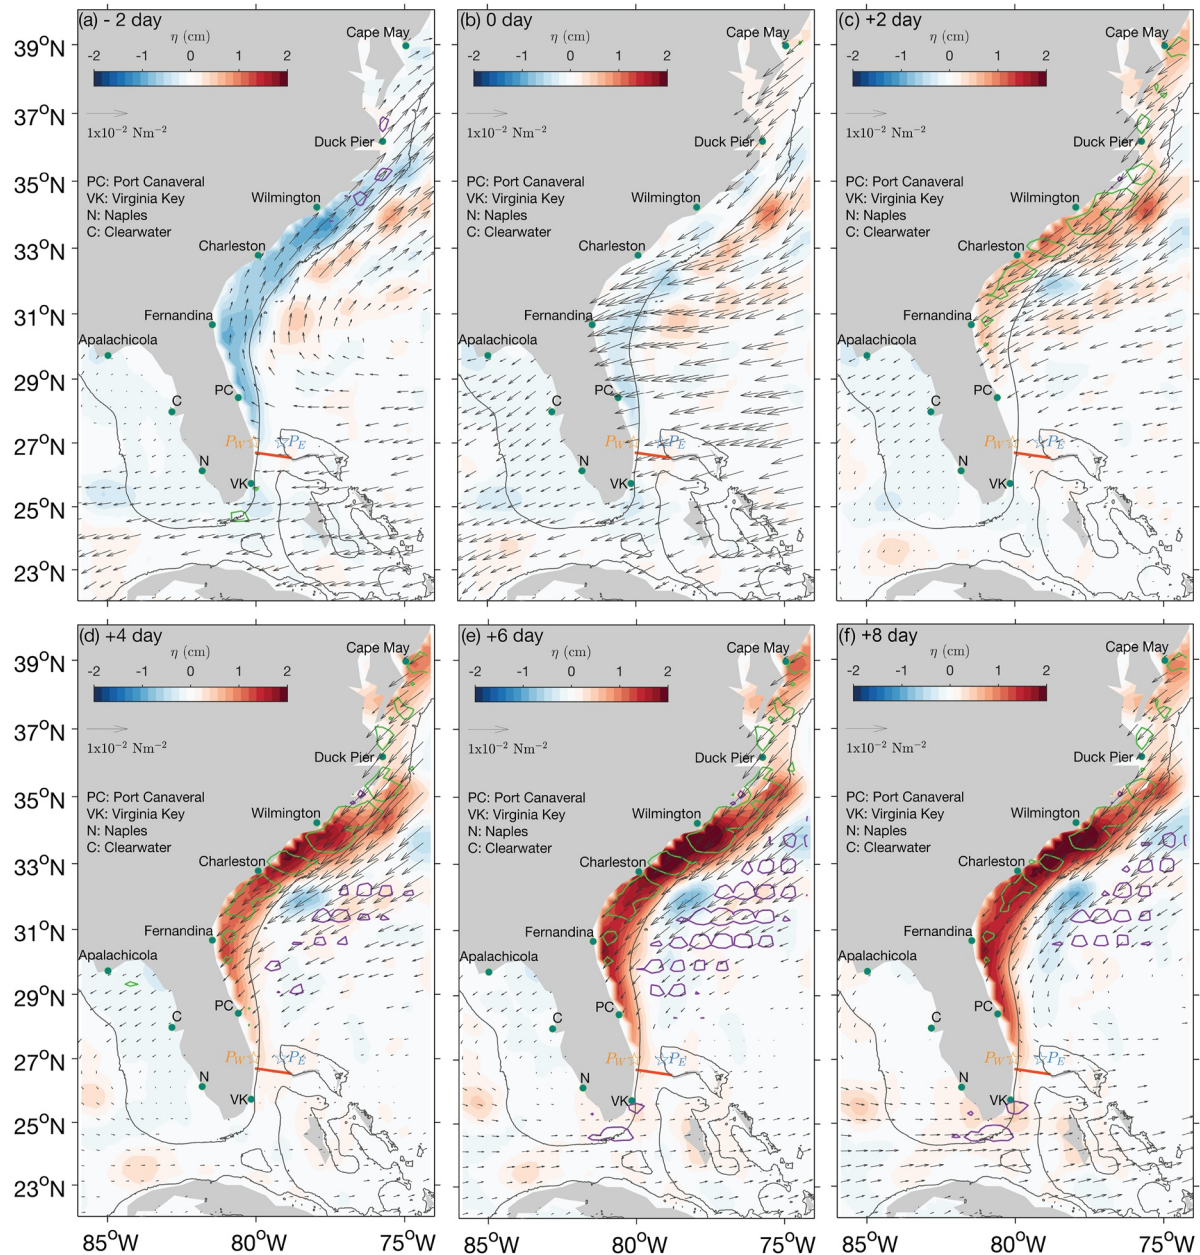 (a) - 2 day
Cape May
η (cm)
-2 -1 0 1 2
1x10⁻² Nm⁻²
Duck Pier
PC: Port Canaveral
VK: Virginia Key
N: Naples
C: Clearwater
Wilmington
Charleston
Fernandina
Apalachicola
PC
C
P_W P_E
N
VK
39°N
37°N
35°N
33°N
31°N
29°N
27°N
25°N
23°N
(b) 0 day
Cape May
η (cm)
-2 -1 0 1 2
1x10⁻² Nm⁻²
Duck Pier
PC: Port Canaveral
VK: Virginia Key
N: Naples
C: Clearwater
Wilmington
Charleston
Fernandina
Apalachicola
PC
C
P_W P_E
N
VK
(c) +2 day
Cape May
η (cm)
-2 -1 0 1 2
1x10⁻² Nm⁻²
Duck Pier
PC: Port Canaveral
VK: Virginia Key
N: Naples
C: Clearwater
Wilmington
Charleston
Fernandina
Apalachicola
PC
C
P_W P_E
N
VK
(d) +4 day
Cape May
η (cm)
-2 -1 0 1 2
1x10⁻² Nm⁻²
Duck Pier
PC: Port Canaveral
VK: Virginia Key
N: Naples
C: Clearwater
Wilmington
Charleston
Fernandina
Apalachicola
PC
C
P_W P_E
N
VK
39°N
37°N
35°N
33°N
31°N
29°N
27°N
25°N
23°N
85°W 80°W 75°W
(e) +6 day
Cape May
η (cm)
-2 -1 0 1 2
1x10⁻² Nm⁻²
Duck Pier
PC: Port Canaveral
VK: Virginia Key
N: Naples
C: Clearwater
Wilmington
Charleston
Fernandina
Apalachicola
PC
C
P_W P_E
N
VK
85°W 80°W 75°W
(f) +8 day
Cape May
η (cm)
-2 -1 0 1 2
1x10⁻² Nm⁻²
Duck Pier
PC: Port Canaveral
VK: Virginia Key
N: Naples
C: Clearwater
Wilmington
Charleston
Fernandina
Apalachicola
PC
C
P_W P_E
N
VK
85°W 80°W 75°W